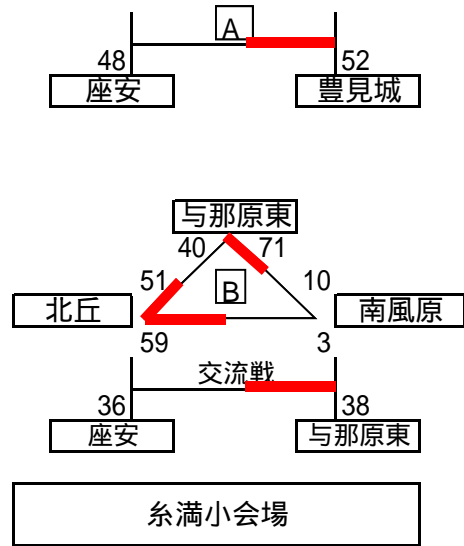 A
48 52
座安 豊見城
与那原東
40 71
51 B 10
北丘 南風原
59 3
交流戦
36 38
座安 与那原東
糸満小会場